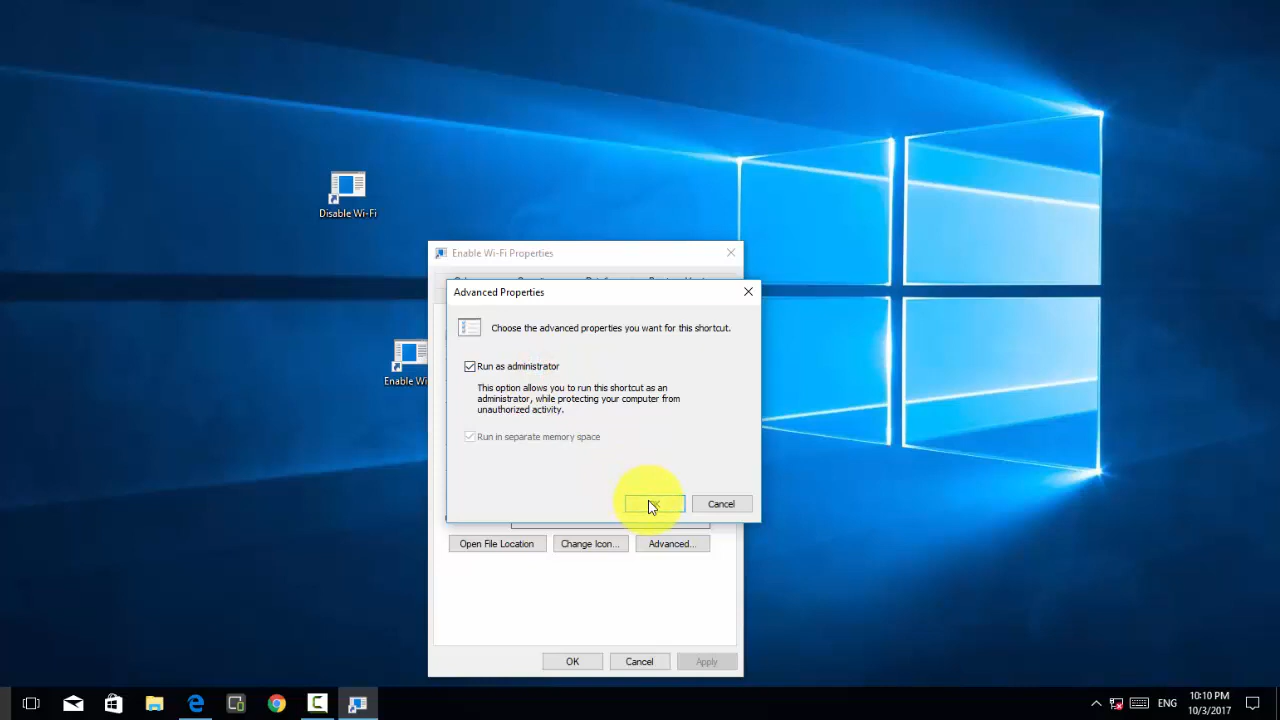 Disable Wi-Fi
Enable Wi-Fi Properties
Advanced Properties
Choose the advanced properties you want for this shortcut.
Run as administrator
This option allows you to run this shortcut as an
administrator, while protecting your computer from
unauthorized activity.
Run in separate memory space
Cancel
Enable
Open File Location
Change Icon...
Advanced...
OK
Cancel
Apply
ENG
10:10 PM
10/3/2017